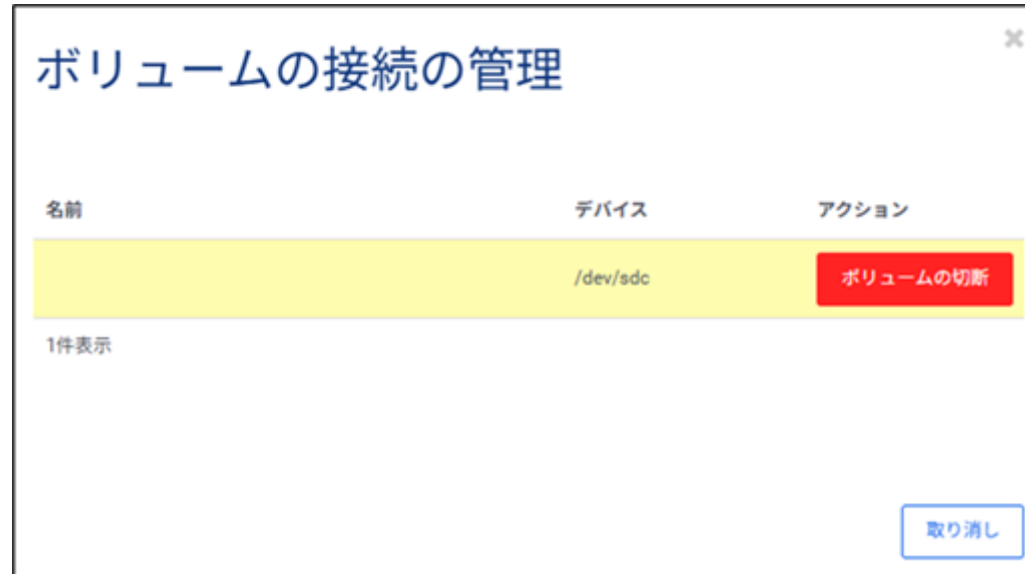 ボリュームの接続の管理
名前 デバイス アクション
/dev/sdc ボリュームの切断
1件表示
取り消し